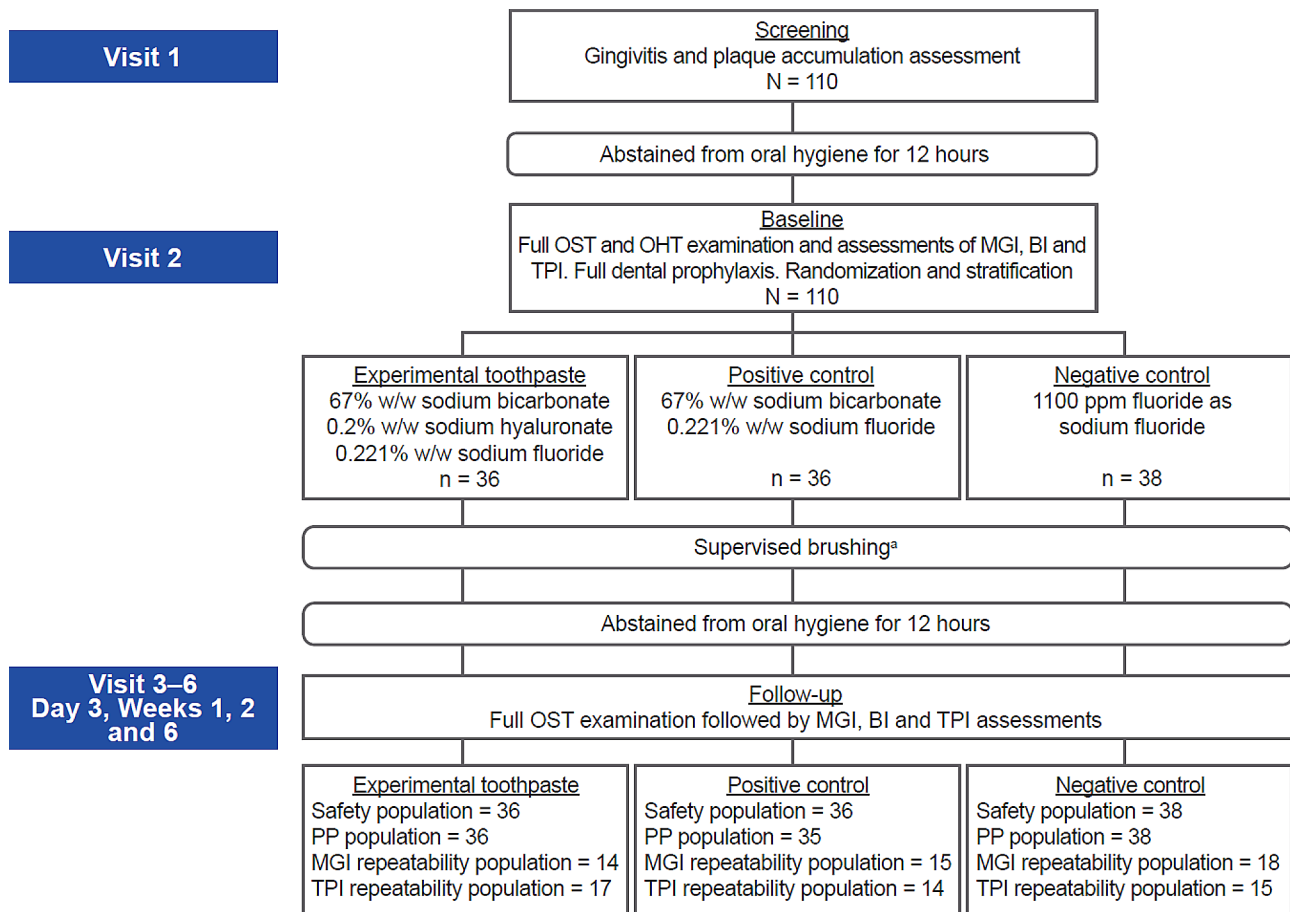 Visit 1
Screening
Gingivitis and plaque accumulation assessment
N = 110
Abstained from oral hygiene for 12 hours
Visit 2
Baseline
Full OST and OHT examination and assessments of MGI, BI and
TPI. Full dental prophylaxis. Randomization and stratification
N = 110
Experimental toothpaste
67% w/w sodium bicarbonate
0.2% w/w sodium hyaluronate
0.221% w/w sodium fluoride
n = 36
Positive control
67% w/w sodium bicarbonate
0.221% w/w sodium fluoride
n = 36
Negative control
1100 ppm fluoride as
sodium fluoride
n = 38
Supervised brushingᵃ
Abstained from oral hygiene for 12 hours
Visit 3–6
Day 3, Weeks 1, 2
and 6
Follow-up
Full OST examination followed by MGI, BI and TPI assessments
Experimental toothpaste
Safety population = 36
PP population = 36
MGI repeatability population = 14
TPI repeatability population = 17
Positive control
Safety population = 36
PP population = 35
MGI repeatability population = 15
TPI repeatability population = 14
Negative control
Safety population = 38
PP population = 38
MGI repeatability population = 18
TPI repeatability population = 15